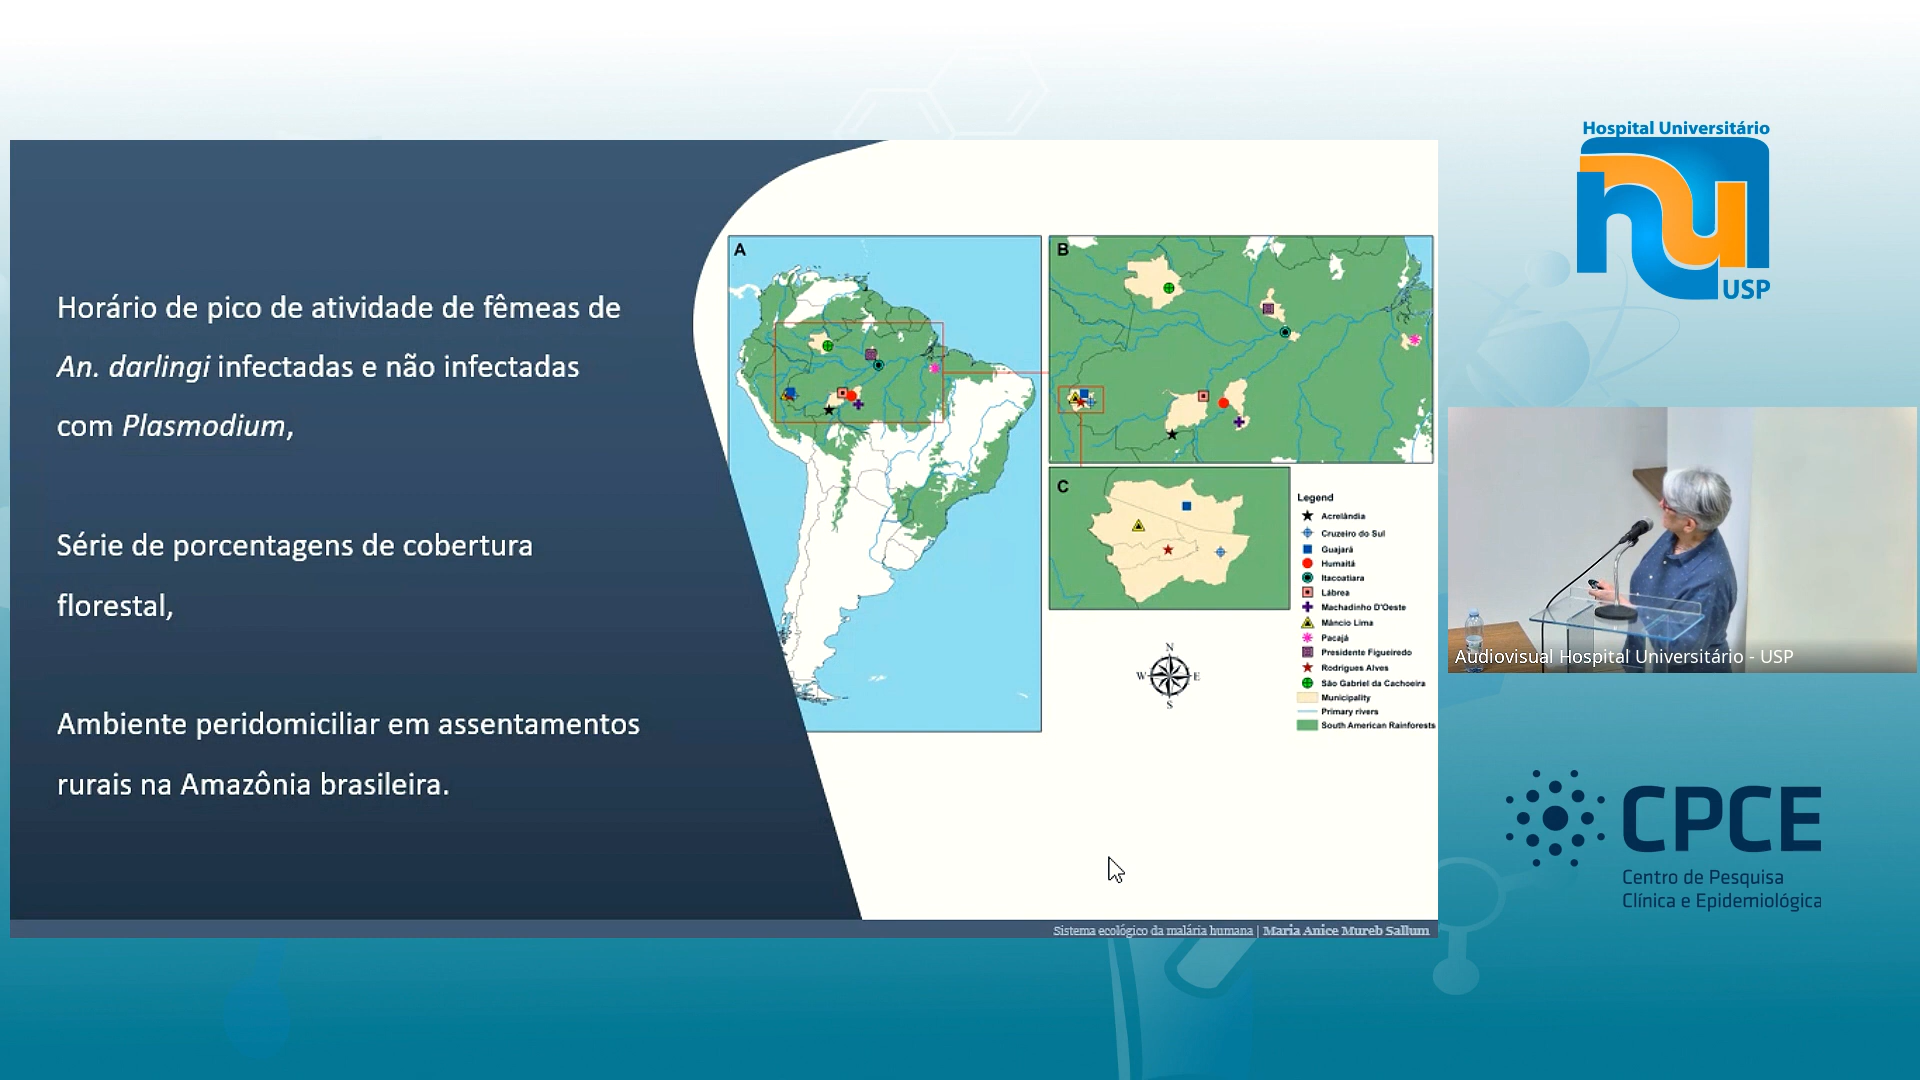 Horário de pico de atividade de fêmeas de
An. darlingi infectadas e não infectadas
com Plasmodium,
Série de porcentagens de cobertura
florestal,
Ambiente peridomiciliar em assentamentos
rurais na Amazônia brasileira.
A
B
C
Legend
Acrelândia
Cruzeiro do Sul
Guajará
Humaitá
Itacoatiara
Lábrea
Machadinho D'Oeste
Mâncio Lima
Pacajá
Presidente Figueiredo
Rodrigues Alves
São Gabriel da Cachoeira
Municipality
Primary rivers
South American Rainforests
N
W E
S
Sistema ecológico da malária humana | Maria Anice Mureb Sallum
Hospital Universitário
hu
USP
Audiovisual Hospital Universitário - USP
CPCE
Centro de Pesquisa
Clínica e Epidemiológica